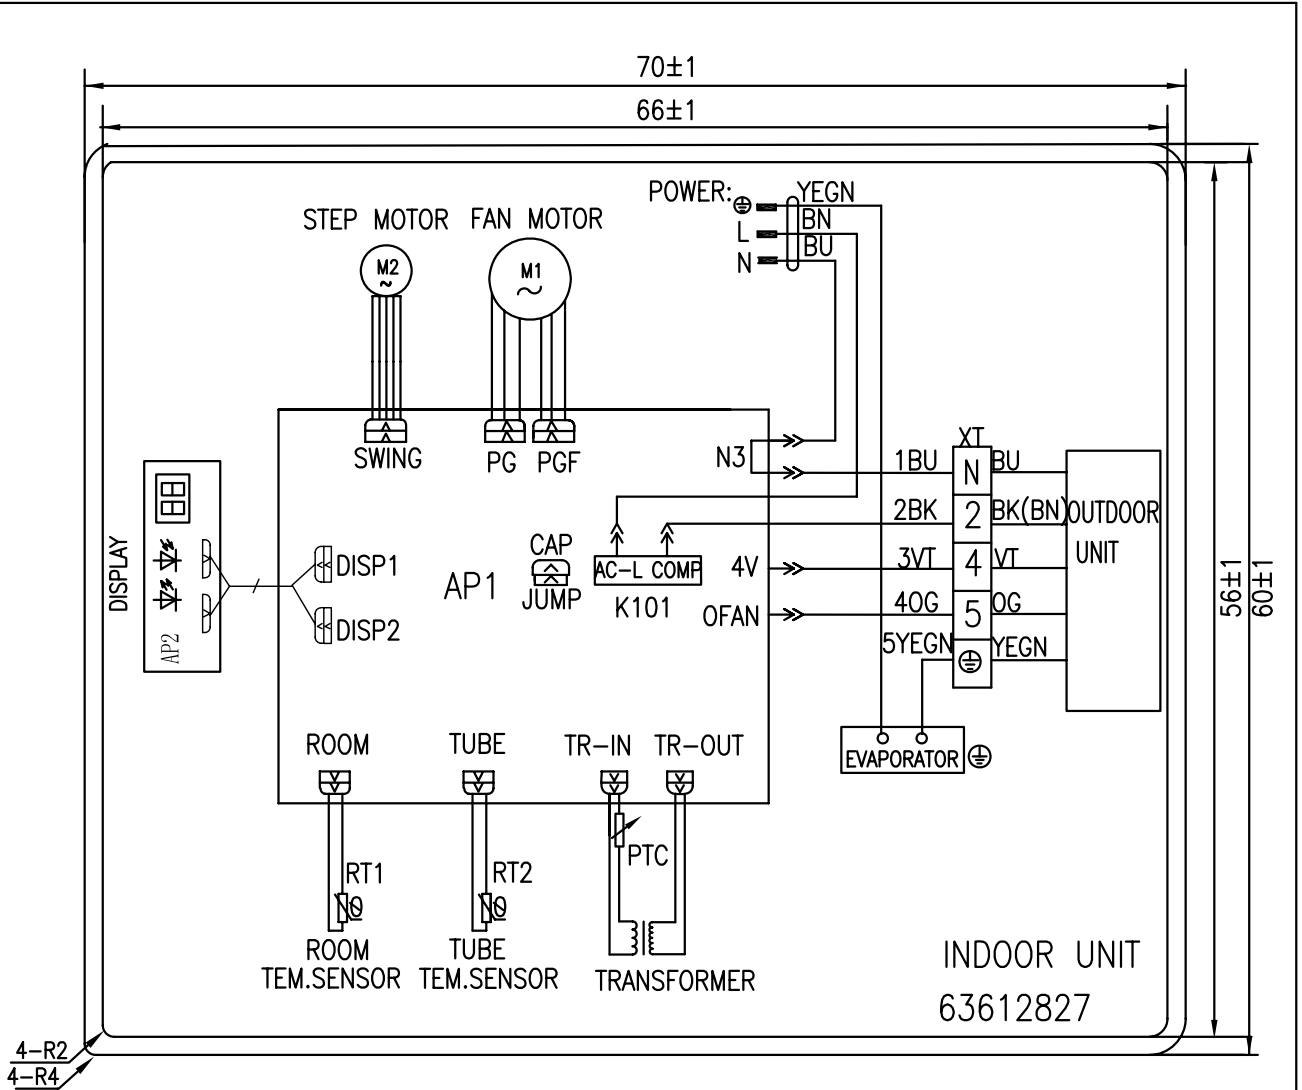 70±1
66±1
POWER:
YEGN
L
BN
N
BU
STEP MOTOR
FAN MOTOR
M2
~
M1
~
SWING
PG
PGF
N3
XT
1BU
N
BU
2BK
2
BK(BN)
OUTDOOR
UNIT
3VT
4
VT
4OG
5
OG
5YEGN
YEGN
DISPLAY
AP2
DISP1
DISP2
AP1
CAP
JUMP
AC-L COMP
K101
4V
OFAN
56±1
60±1
EVAPORATOR
ROOM
TUBE
TR-IN
TR-OUT
PTC
RT1
RT2
ROOM
TEM.SENSOR
TUBE
TEM.SENSOR
TRANSFORMER
INDOOR UNIT
63612827
4-R2
4-R4